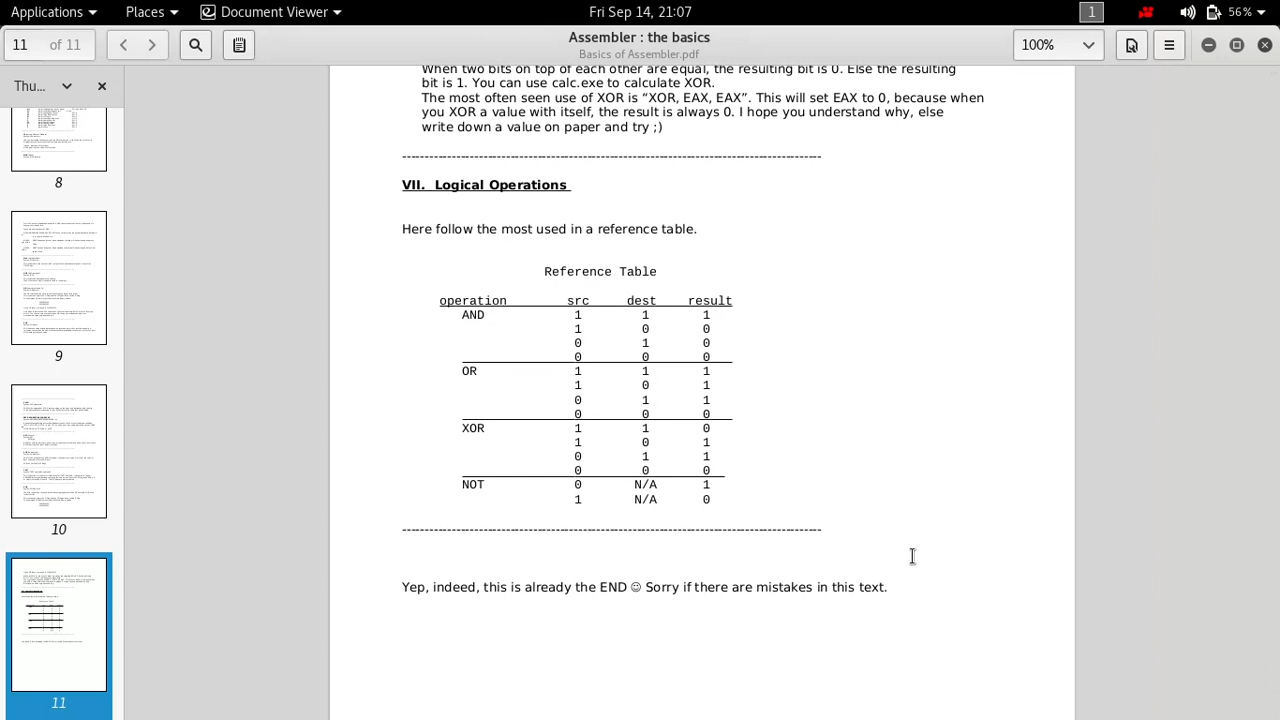 Applications Places Document Viewer Fri Sep 14, 21:07 1 56%
11 of 11 Assembler : the basics 100%
Basics of Assembler.pdf
Thu...
8
9
10
11
When two bits on top of each other are equal, the resulting bit is 0. Else the resulting
bit is 1. You can use calc.exe to calculate XOR.
The most often seen use of XOR is “XOR, EAX, EAX”. This will set EAX to 0, because when
you XOR a value with itself, the result is always 0. I hope you understand why, else
write down a value on paper and try ;)
---------------------------------------------------------------------------------------------
VII. Logical Operations
Here follow the most used in a reference table.
Reference Table
operation src dest result
AND 1 1 1
1 0 0
0 1 0
0 0 0
OR 1 1 1
1 0 1
0 1 1
0 0 0
XOR 1 1 0
1 0 1
0 1 1
0 0 0
NOT 0 N/A 1
1 N/A 0
---------------------------------------------------------------------------------------------
Yep, indeed, this is already the END ☺ Sorry if there are mistakes in this text.